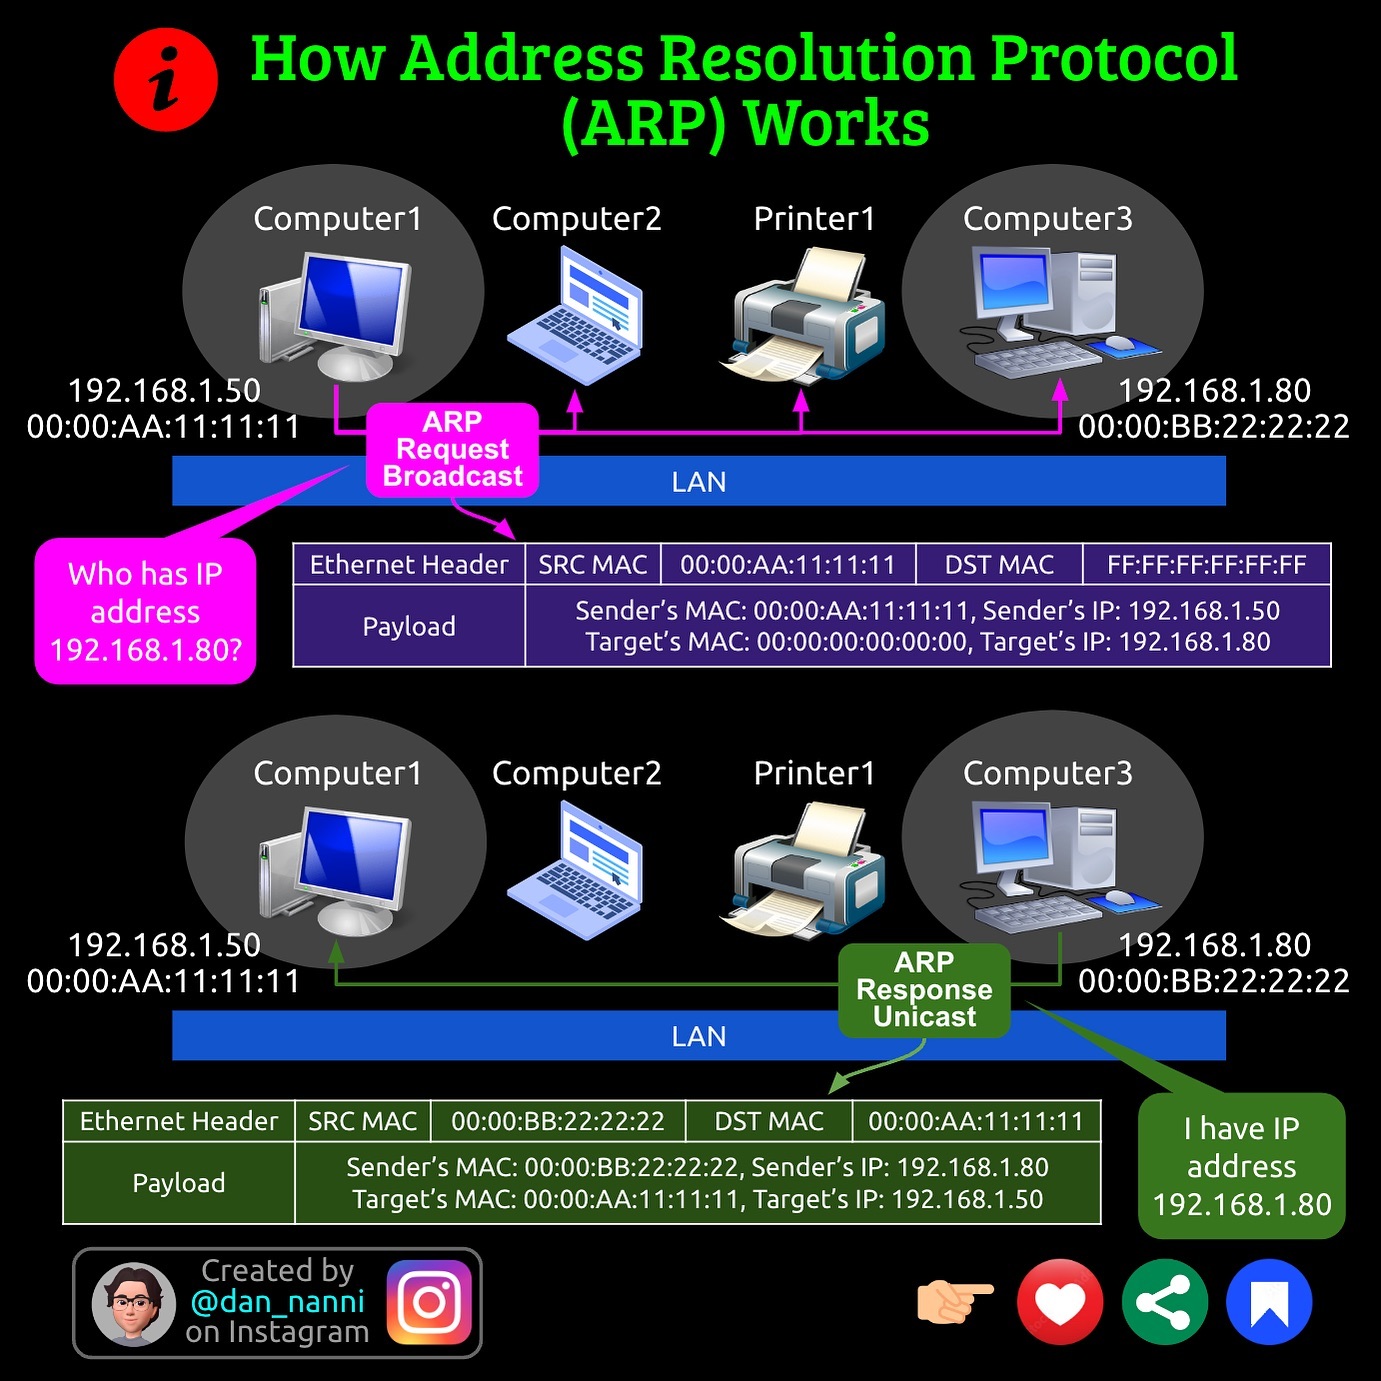 How Address Resolution Protocol
(ARP) Works
Computer1
Computer2
Printer1
Computer3
192.168.1.50
00:00:AA:11:11:11
192.168.1.80
00:00:BB:22:22:22
ARP
Request
Broadcast
LAN
Who has IP
address
192.168.1.80?
Ethernet Header SRC MAC 00:00:AA:11:11:11 DST MAC FF:FF:FF:FF:FF:FF
Payload
Sender’s MAC: 00:00:AA:11:11:11, Sender’s IP: 192.168.1.50
Target’s MAC: 00:00:00:00:00:00, Target’s IP: 192.168.1.80
Computer1
Computer2
Printer1
Computer3
192.168.1.50
00:00:AA:11:11:11
192.168.1.80
00:00:BB:22:22:22
ARP
Response
Unicast
LAN
Ethernet Header SRC MAC 00:00:BB:22:22:22 DST MAC 00:00:AA:11:11:11
Payload
Sender’s MAC: 00:00:BB:22:22:22, Sender’s IP: 192.168.1.80
Target’s MAC: 00:00:AA:11:11:11, Target’s IP: 192.168.1.50
I have IP
address
192.168.1.80
Created by
@dan_nanni
on Instagram